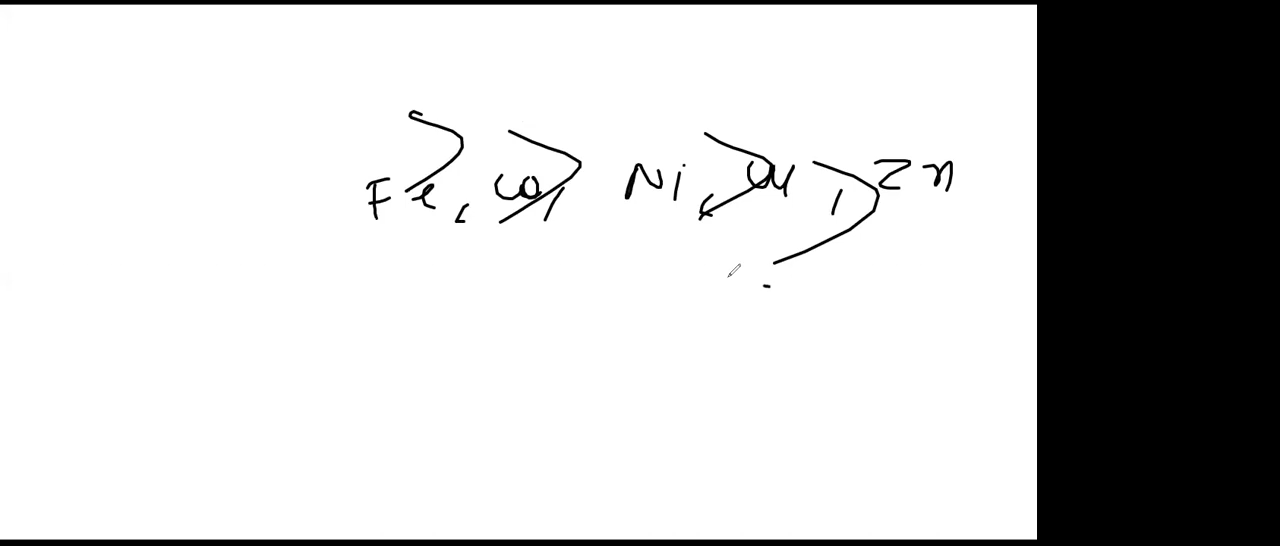 Fe, Co, Ni, Cu, Zn